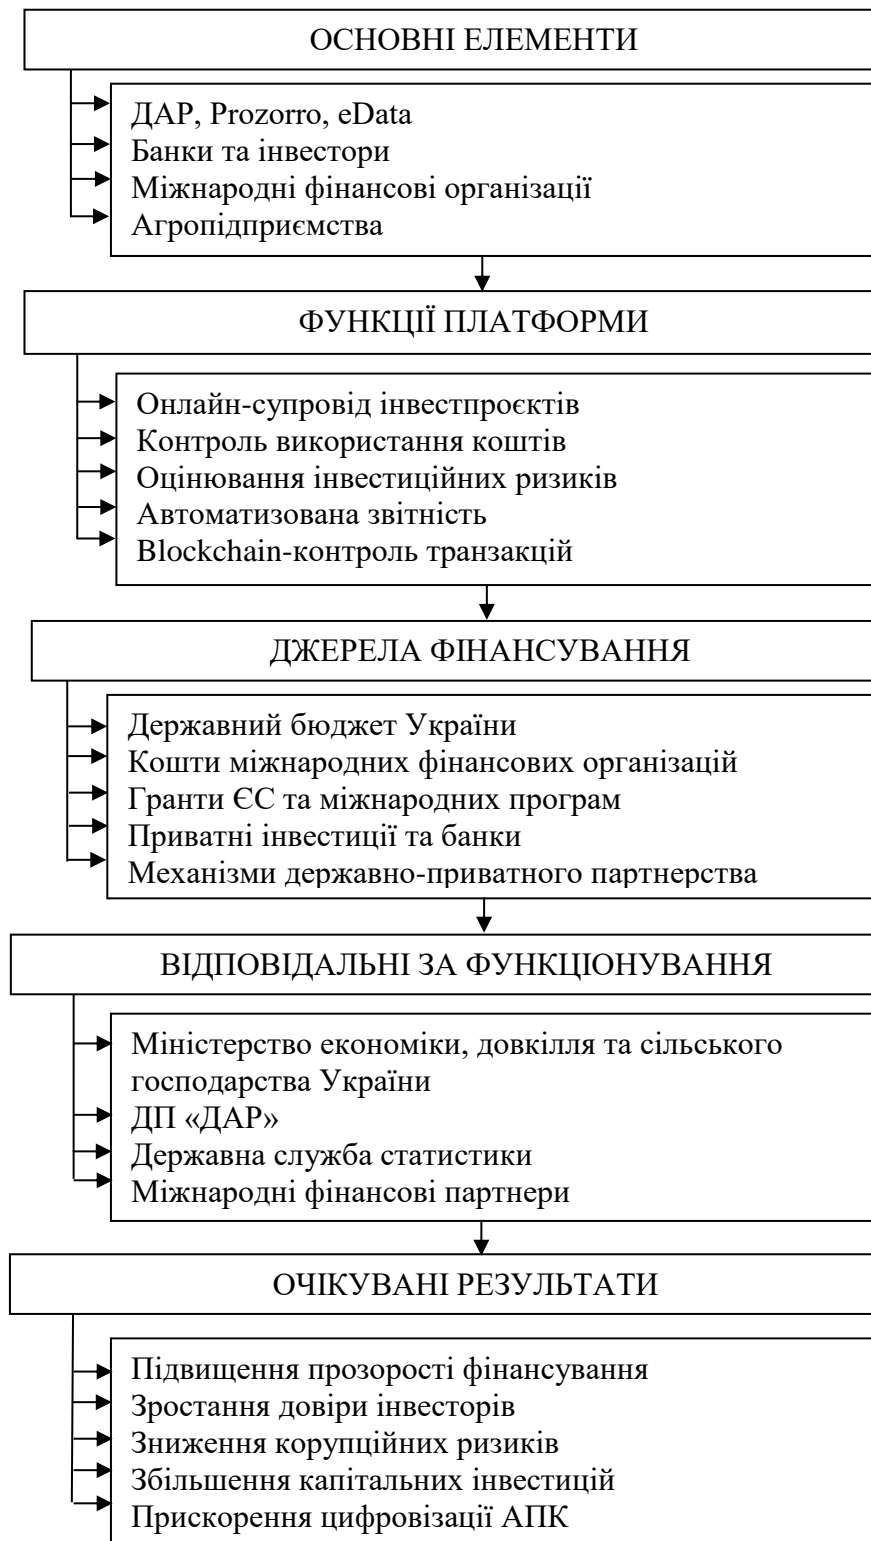 ОСНОВНІ ЕЛЕМЕНТИ
ДАР, Prozorro, eData
Банки та інвестори
Міжнародні фінансові організації
Агропідприємства
ФУНКЦІЇ ПЛАТФОРМИ
Онлайн-супровід інвестпроєктів
Контроль використання коштів
Оцінювання інвестиційних ризиків
Автоматизована звітність
Blockchain-контроль транзакцій
ДЖЕРЕЛА ФІНАНСУВАННЯ
Державний бюджет України
Кошти міжнародних фінансових організацій
Гранти ЄС та міжнародних програм
Приватні інвестиції та банки
Механізми державно-приватного партнерства
ВІДПОВІДАЛЬНІ ЗА ФУНКЦІОНУВАННЯ
Міністерство економіки, довкілля та сільського
господарства України
ДП «ДАР»
Державна служба статистики
Міжнародні фінансові партнери
ОЧІКУВАНІ РЕЗУЛЬТАТИ
Підвищення прозорості фінансування
Зростання довіри інвесторів
Зниження корупційних ризиків
Збільшення капітальних інвестицій
Прискорення цифровізації АПК